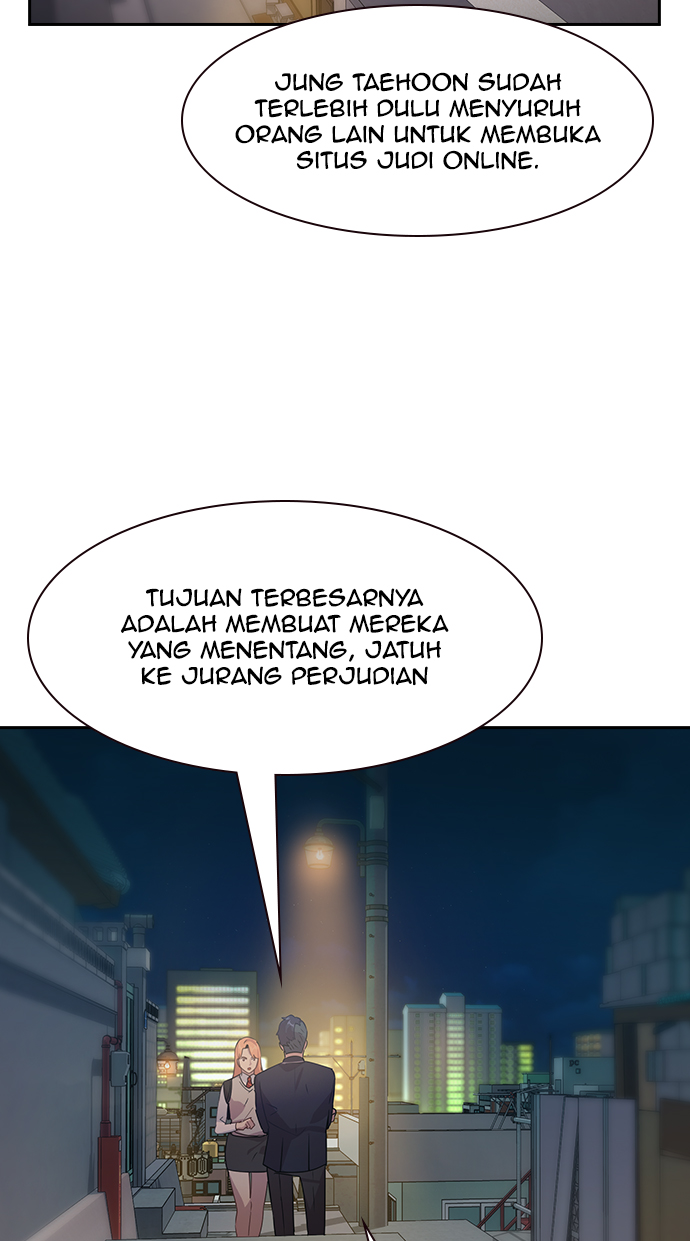 JUNG TAEHOON SUDAH
TERLEBIH DULU MENYURUH
ORANG LAIN UNTUK MEMBUKA
SITUS JUDI ONLINE.
TUJUAN TERBESARNYA
ADALAH MEMBUAT MEREKA
YANG MENENTANG, JATUH
KE JURANG PERJUDIAN